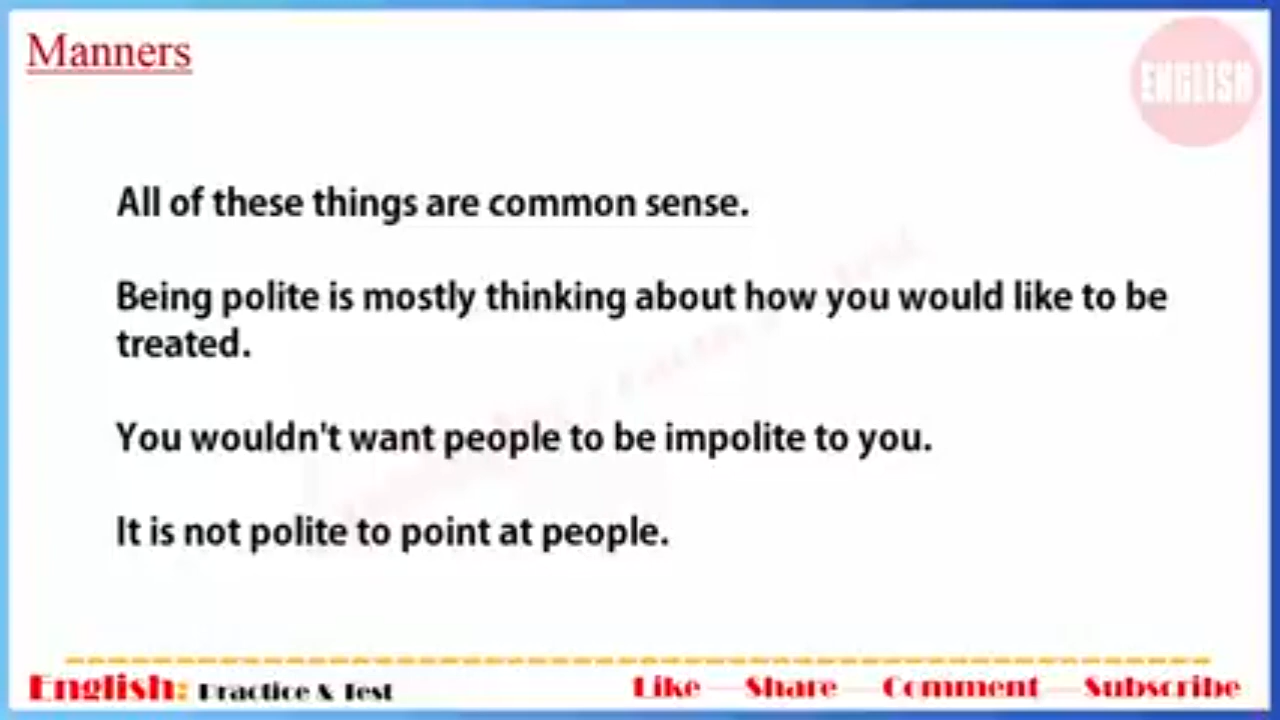 Manners
ENGLISH
All of these things are common sense.
Being polite is mostly thinking about how you would like to be
treated.
You wouldn't want people to be impolite to you.
It is not polite to point at people.
English: Practice & Test
Like Share Comment Subscribe